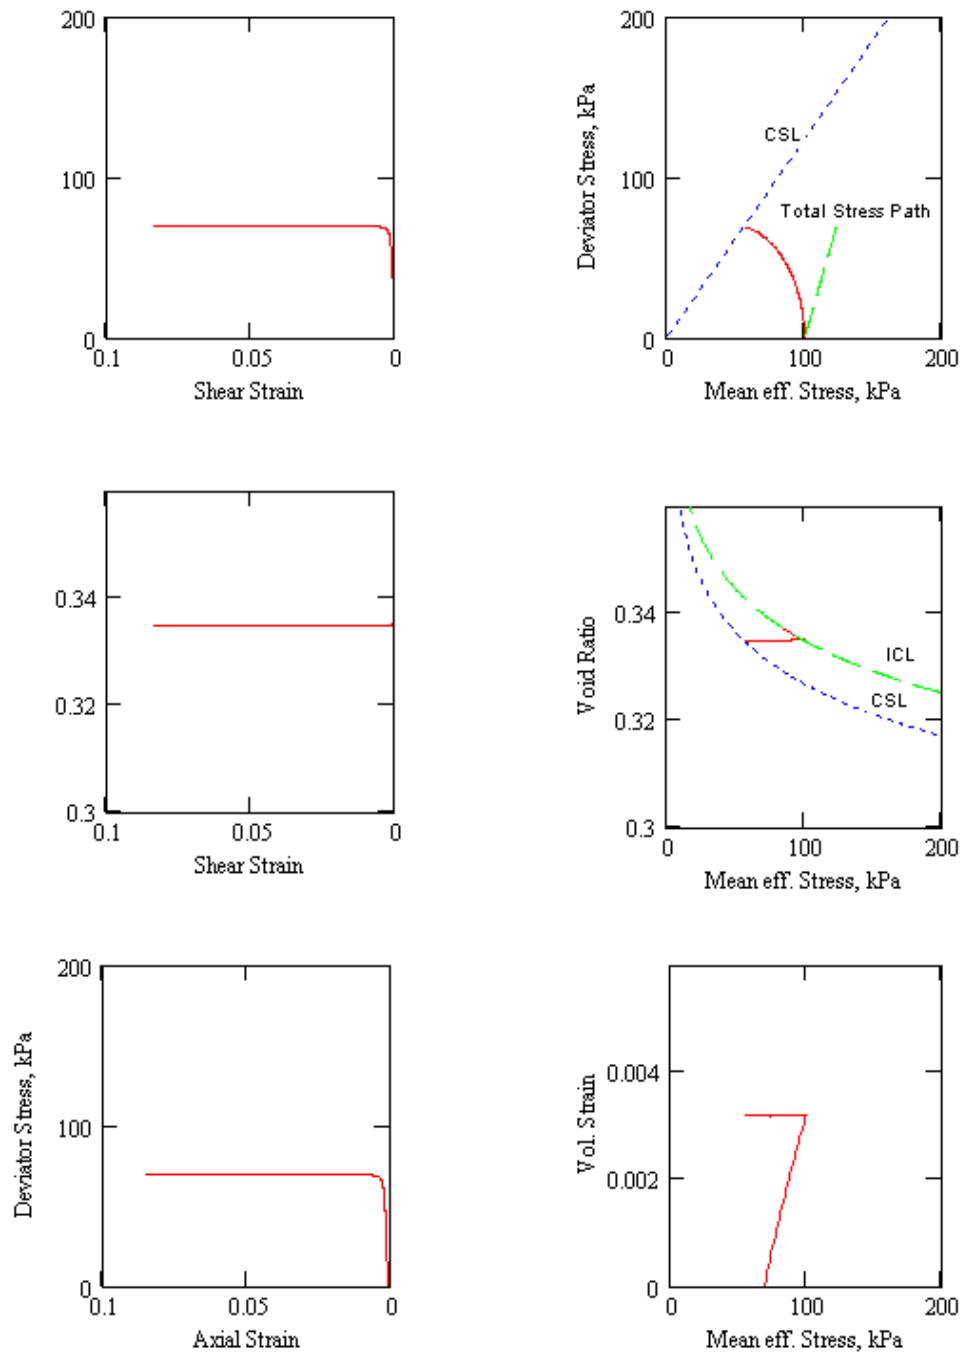 200
100
0
0.1
0.05
0
Shear Strain
Deviator Stress, kPa
200
100
0
CSL
Total Stress Path
0
100
200
Mean eff. Stress, kPa
0.34
0.32
0.3
0.1
0.05
0
Shear Strain
Void Ratio
0.34
0.32
0.3
ICL
CSL
0
100
200
Mean eff. Stress, kPa
Deviator Stress, kPa
200
100
0
0.1
0.05
0
Axial Strain
Vol. Strain
0.004
0.002
0
0
100
200
Mean eff. Stress, kPa